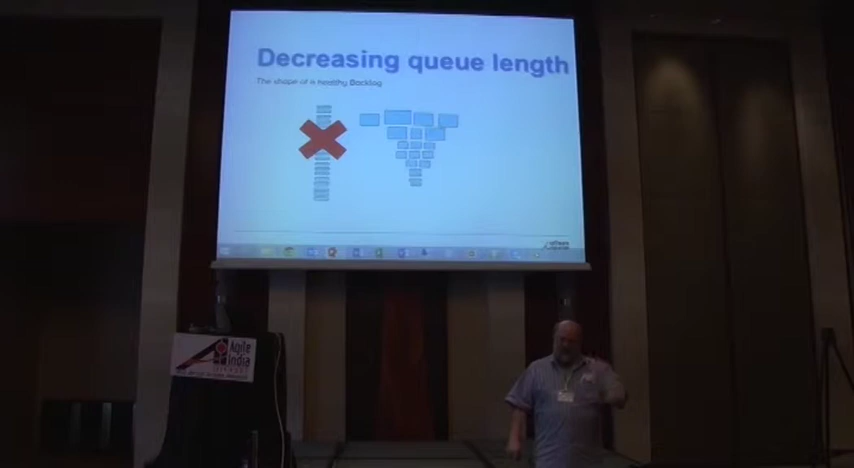 Decreasing queue length
The shape of a healthy Backlog
Agile
India